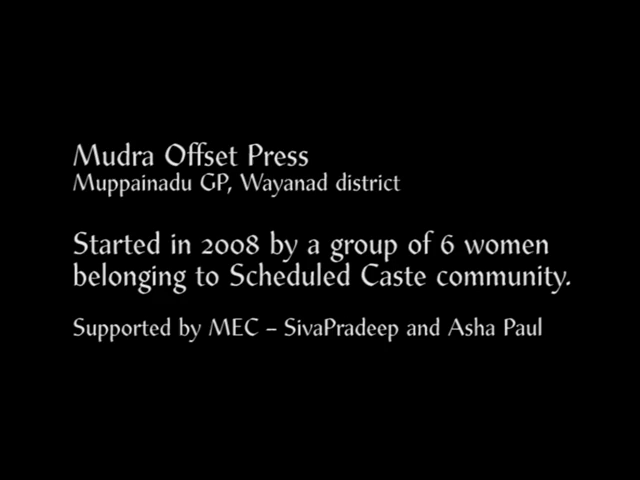 Mudra Offset Press
Muppainadu GP, Wayanad district
Started in 2008 by a group of 6 women
belonging to Scheduled Caste community.
Supported by MEC – SivaPradeep and Asha Paul